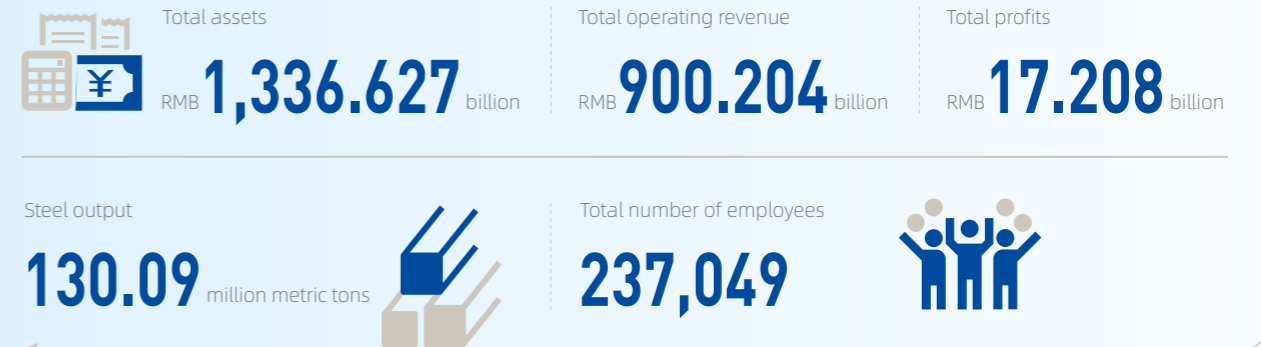 Total assets
¥
RMB 1,336.627 billion
Total operating revenue
RMB 900.204 billion
Total profits
RMB 17.208 billion
Steel output
130.09 million metric tons
Total number of employees
237,049